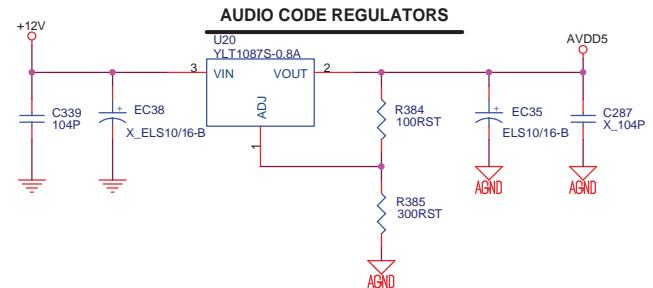 AUDIO CODE REGULATORS
+12V
U20
YLT1087S-0.8A
AVDD5
3
VIN
VOUT
2
ADJ
1
C339
104P
EC38
X_ELS10/16-B
R384
100RST
EC35
ELS10/16-B
C287
X_104P
R385
300RST
AGND
AGND
AGND